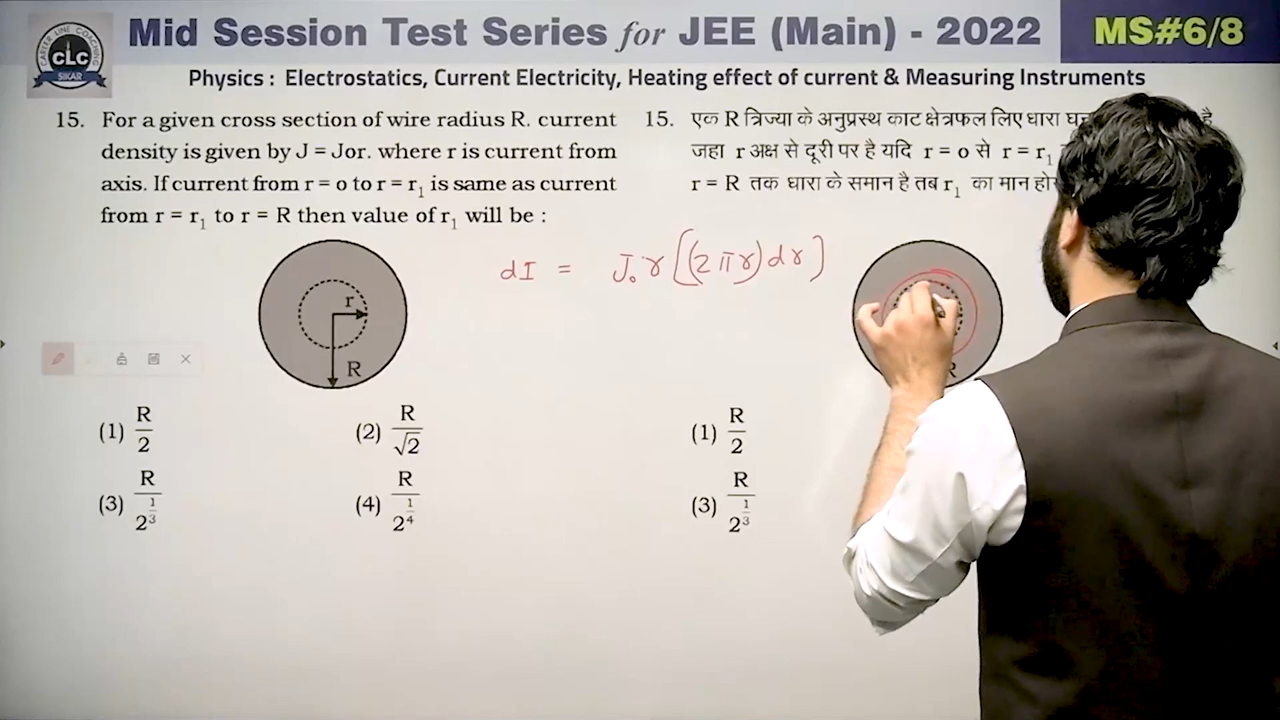 Mid Session Test Series for JEE (Main) - 2022
MS#6/8
CAREER LINE COACHING
CLC
SIKAR
Physics : Electrostatics, Current Electricity, Heating effect of current & Measuring Instruments
15. For a given cross section of wire radius R. current
density is given by J = Jor. where r is current from
axis. If current from r = o to r = r₁ is same as current
from r = r₁ to r = R then value of r₁ will be :
dI = J₀ r [(2πr) dr]
r
R
(1) R/2
(2) R/√2
(3) R/2^(1/3)
(4) R/2^(1/4)
15. एक R त्रिज्या के अनुप्रस्थ काट क्षेत्रफल लिए धारा है
जहा r अक्ष से दूरी पर है यदि r = o से r = r₁
r = R तक धारा के समान है तब r₁ का मान
R
(1) R/2
(3) R/2^(1/3)